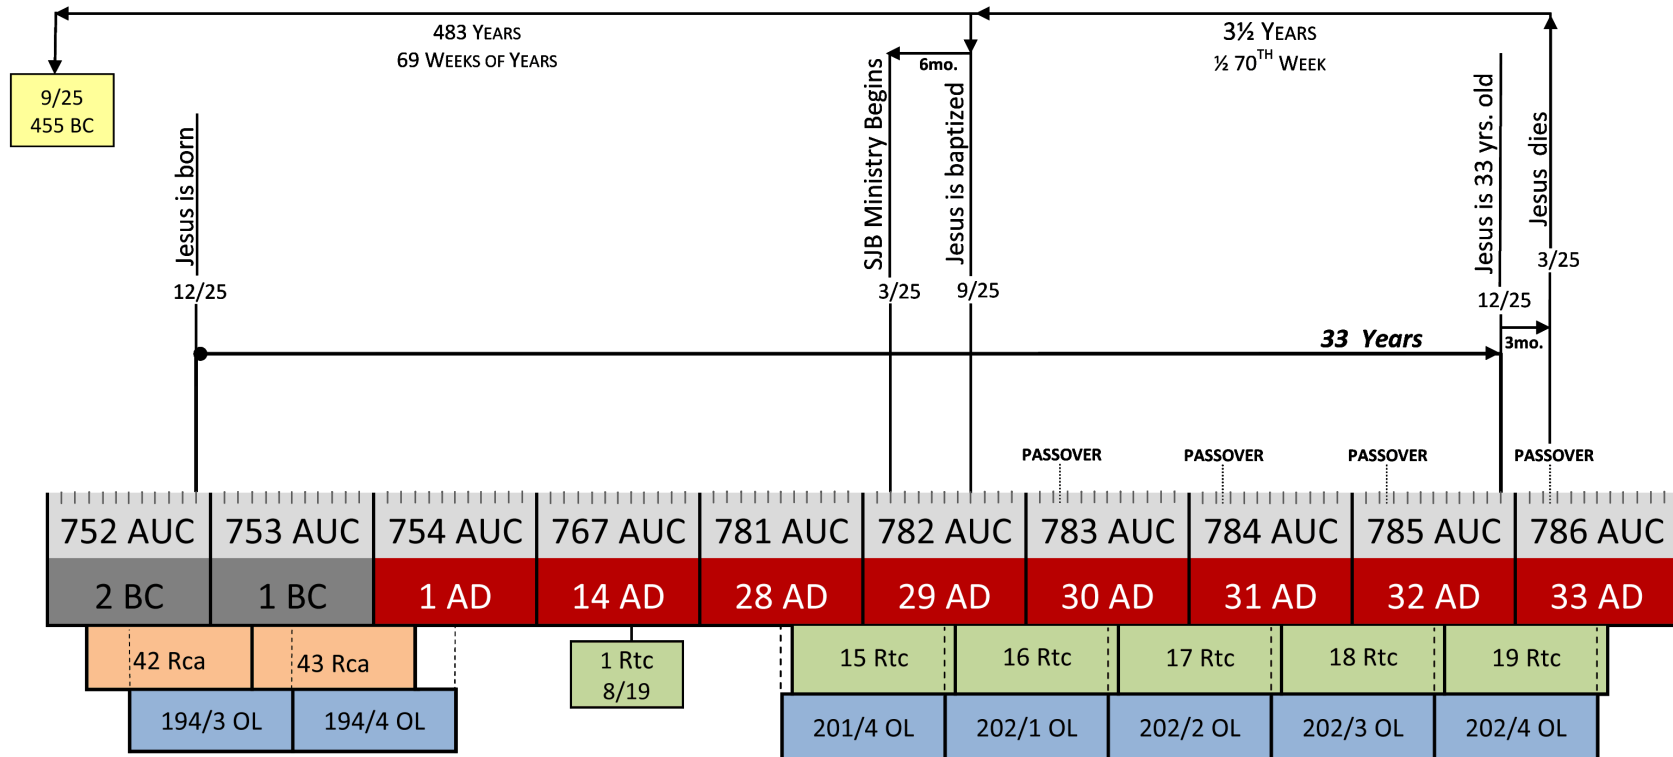 483 YEARS
69 WEEKS OF YEARS
3½ YEARS
½ 70TH WEEK
6mo.
9/25
455 BC
Jesus is born
12/25
SJB Ministry Begins
3/25
Jesus is baptized
9/25
Jesus is 33 yrs. old
12/25
Jesus dies
3/25
33 Years
3mo.
PASSOVER
PASSOVER
PASSOVER
PASSOVER
752 AUC
753 AUC
754 AUC
767 AUC
781 AUC
782 AUC
783 AUC
784 AUC
785 AUC
786 AUC
2 BC
1 BC
1 AD
14 AD
28 AD
29 AD
30 AD
31 AD
32 AD
33 AD
42 Rca
43 Rca
1 Rtc
8/19
15 Rtc
16 Rtc
17 Rtc
18 Rtc
19 Rtc
194/3 OL
194/4 OL
201/4 OL
202/1 OL
202/2 OL
202/3 OL
202/4 OL